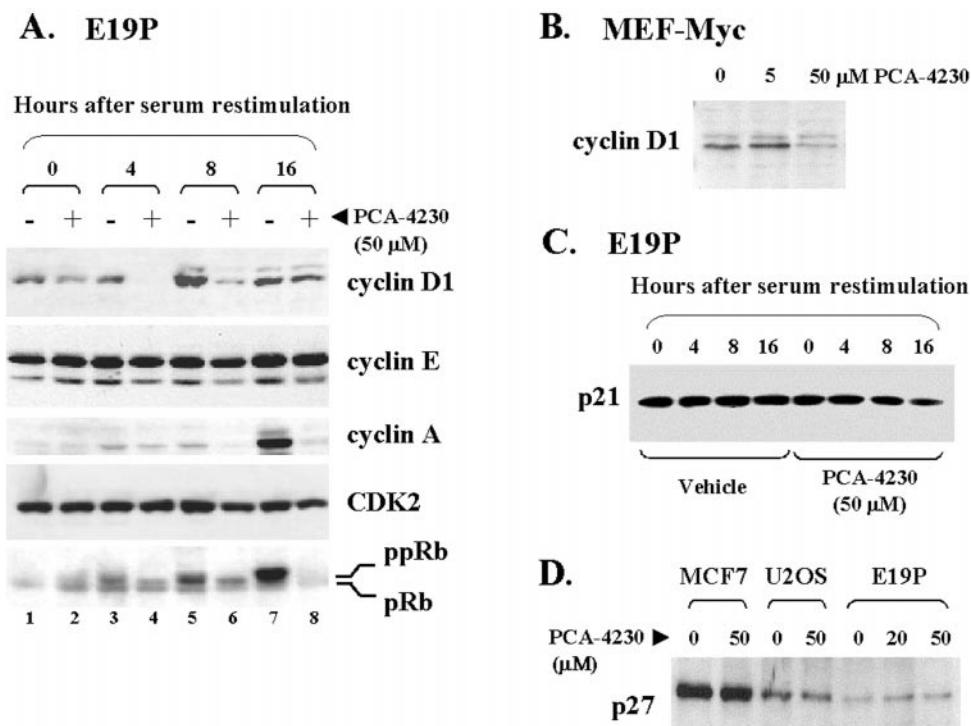 A. E19P
Hours after serum restimulation
0 4 8 16
- + - + - + - +
◄ PCA-4230
(50 µM)
cyclin D1
cyclin E
cyclin A
CDK2
ppRb
pRb
1 2 3 4 5 6 7 8
B. MEF-Myc
0 5 50 µM PCA-4230
cyclin D1
C. E19P
Hours after serum restimulation
0 4 8 16 0 4 8 16
p21
Vehicle
PCA-4230
(50 µM)
D.
MCF7 U2OS E19P
PCA-4230 ► 0 50 0 50 0 20 50
(µM)
p27